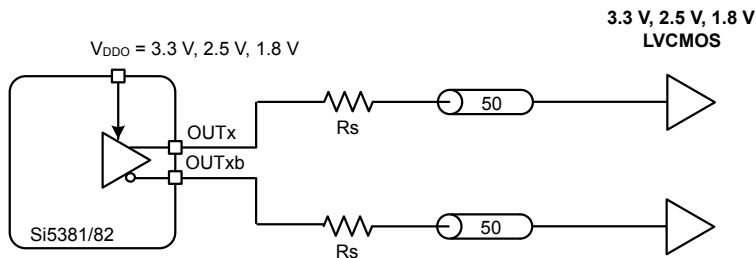 3.3 V, 2.5 V, 1.8 V
LVCMOS
VDDO = 3.3 V, 2.5 V, 1.8 V
OUTx
Rs
50
OUTxb
Si5381/82
Rs
50